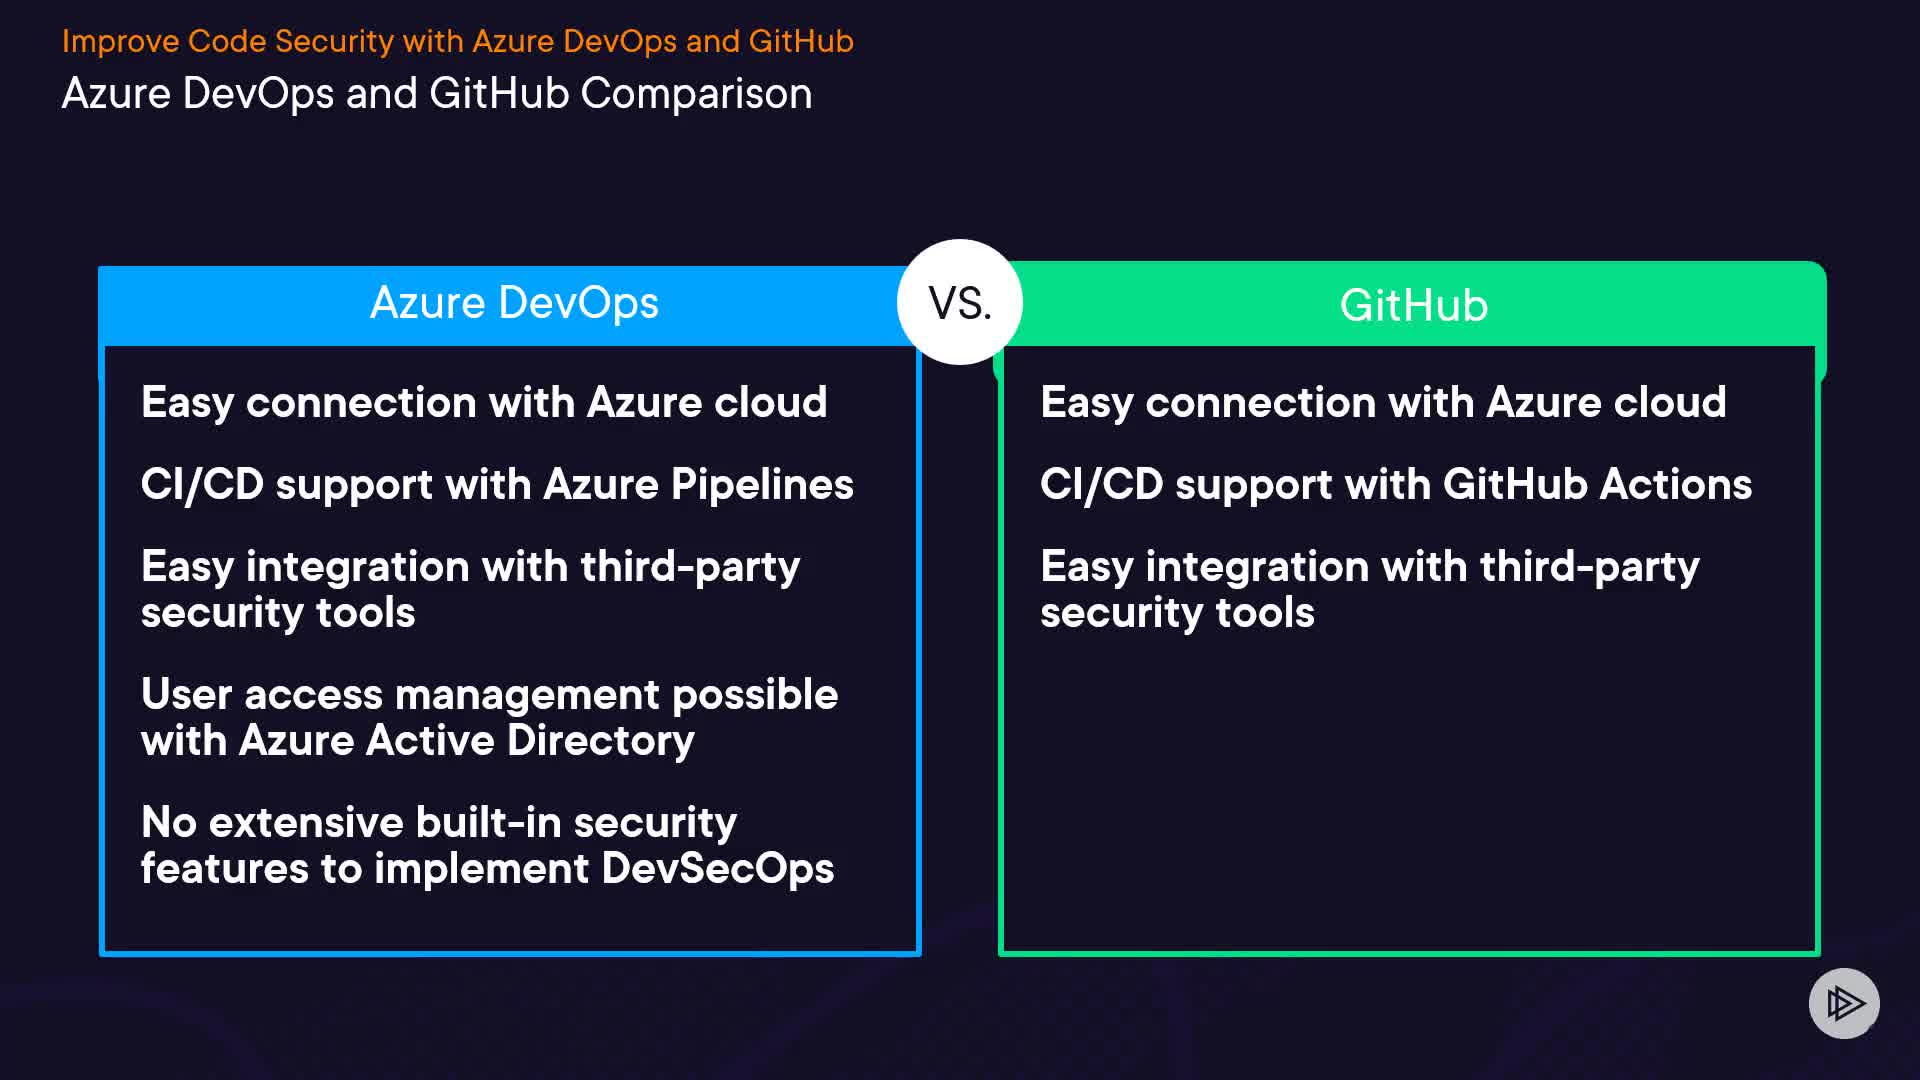 Improve Code Security with Azure DevOps and GitHub
Azure DevOps and GitHub Comparison
Azure DevOps
VS.
GitHub
Easy connection with Azure cloud
CI/CD support with Azure Pipelines
Easy integration with third-party
security tools
User access management possible
with Azure Active Directory
No extensive built-in security
features to implement DevSecOps
Easy connection with Azure cloud
CI/CD support with GitHub Actions
Easy integration with third-party
security tools